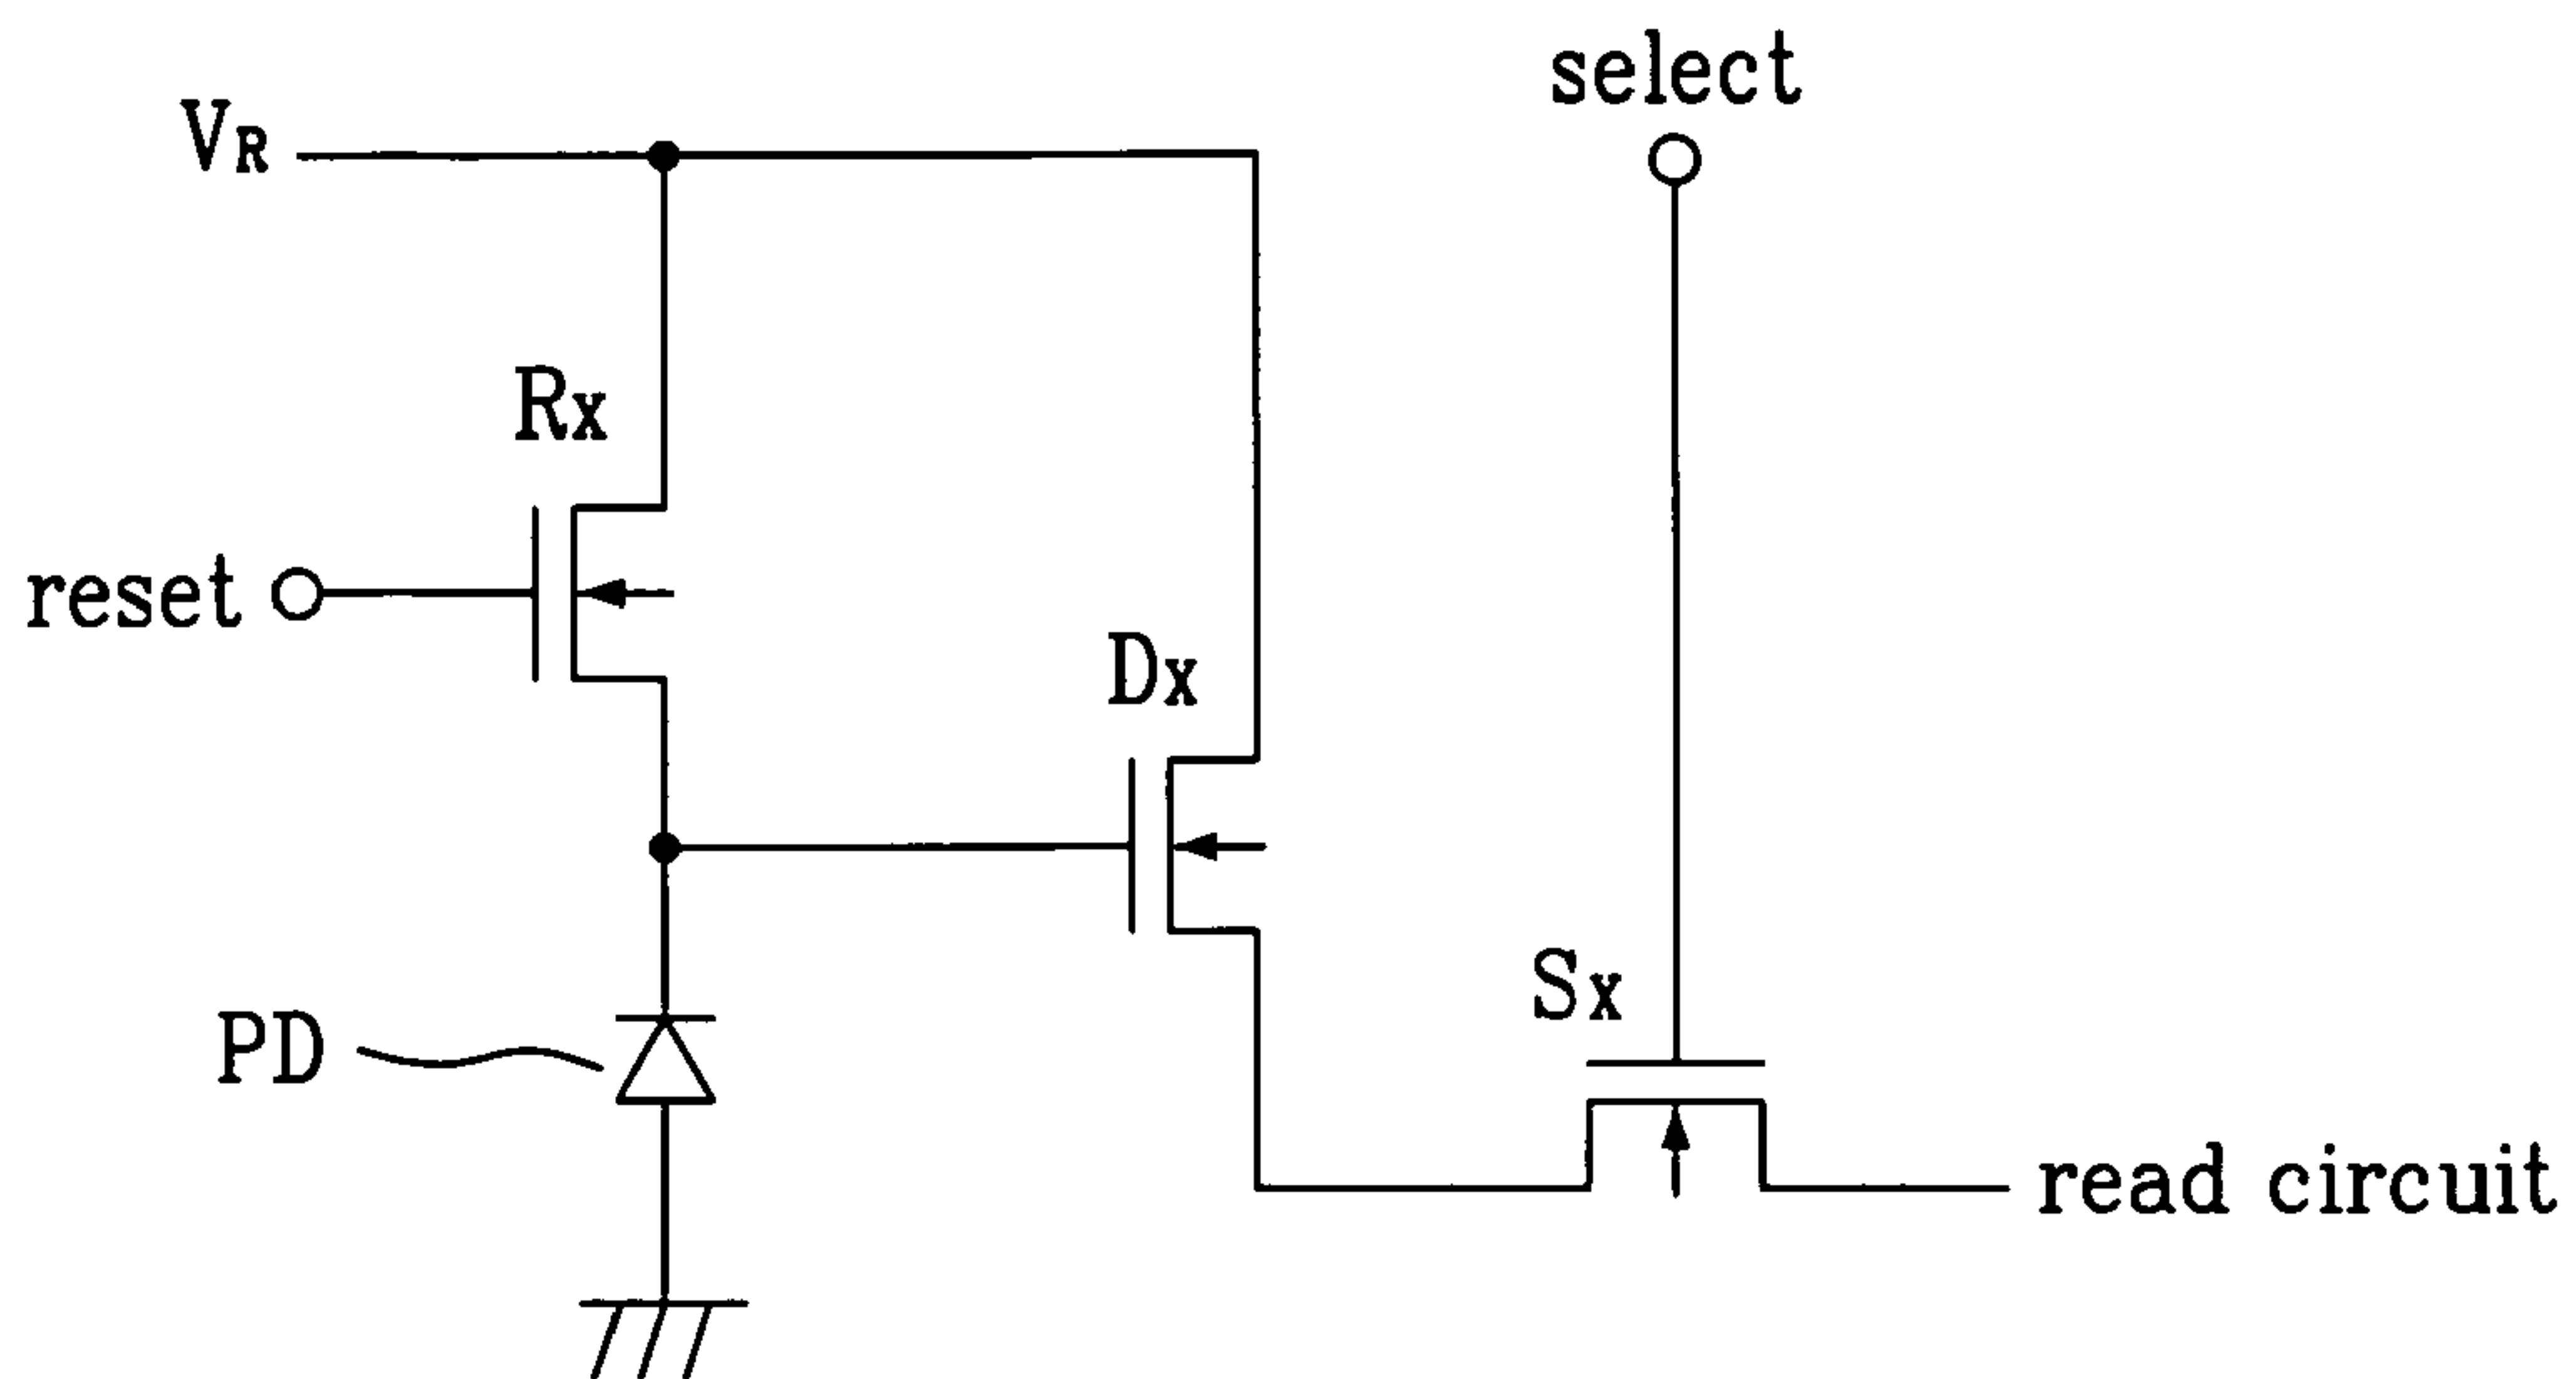 select
VR
Rx
reset
Dx
Sx
PD
read circuit